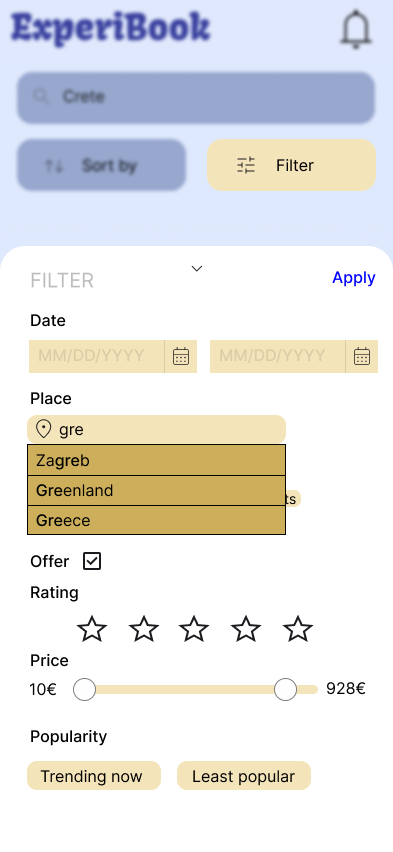 ExperiBook
Crete
Sort by
Filter
FILTER
Apply
Date
MM/DD/YYYY MM/DD/YYYY
Place
gre
Zagreb
Greenland
ts
Greece
Offer
Rating
Price
10€ 928€
Popularity
Trending now Least popular